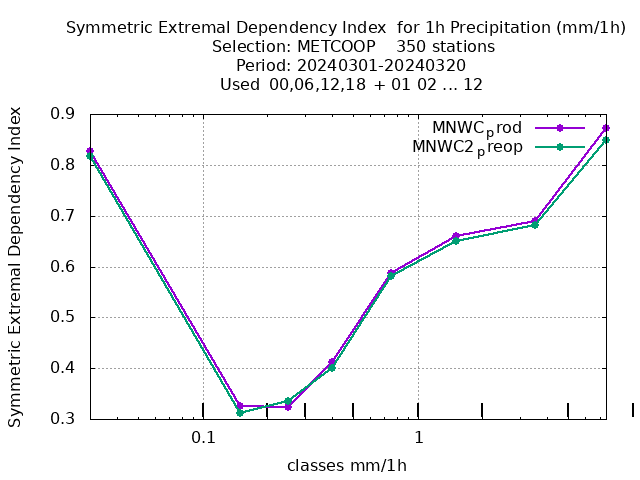 Symmetric Extremal Dependency Index  for 1h Precipitation (mm/1h)
Selection: METCOOP    350 stations
Period: 20240301-20240320
Used  00,06,12,18  + 01 02 ... 12
Symmetric Extremal Dependency Index
0.9
0.8
0.7
0.6
0.5
0.4
0.3
MNWCprod
MNWC2preop
0.1
1
classes mm/1h